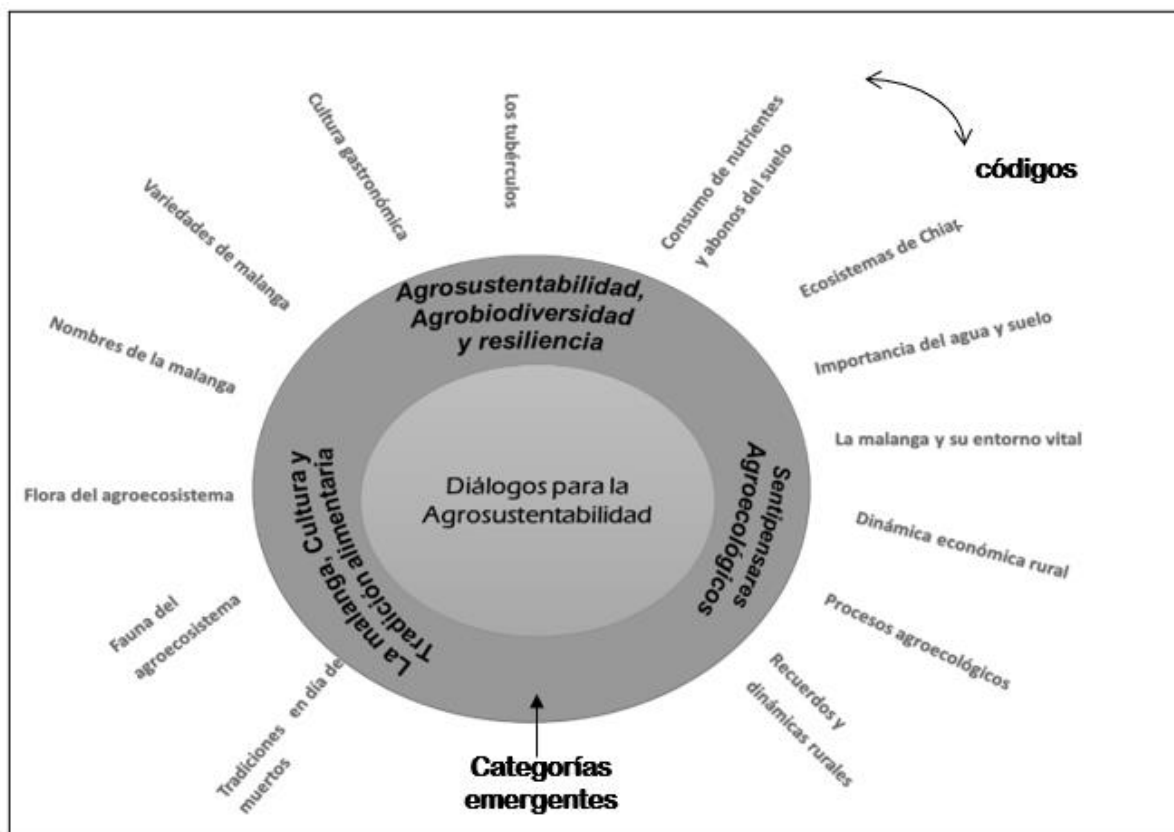 Los tubérculos
Cultura gastronómica
Variedades de malanga
Nombres de la malanga
Flora del agroecosistema
Fauna del
agroecosistema
Tradiciones en día de
muertos
Consumo de nutrientes
y abonos del suelo
códigos
Ecosistemas de
Importancia del agua y suelo
La malanga y su entorno vital
Dinámica económica rural
Procesos agroecológicos
Recuerdos y
dinámicas rurales
Agrosustentabilidad,
Agrobiodiversidad
y resiliencia
La malanga, Cultura y
Tradición alimentaria
Sentipensares
Agroecológicos
Diálogos para la
Agrosustentabilidad
Categorías
emergentes